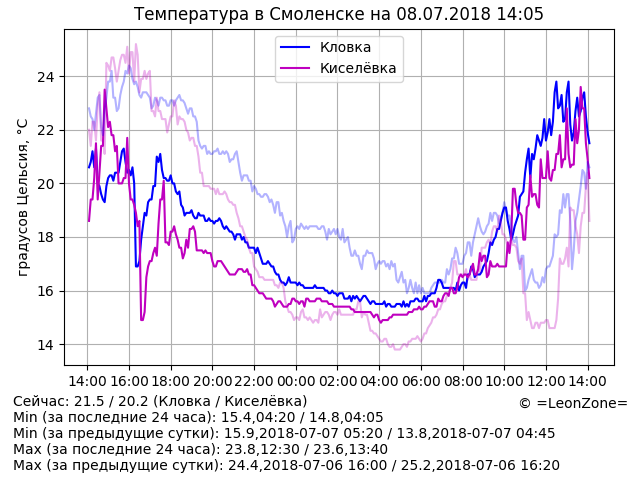 Температура в Смоленске на 08.07.2018 14:05
Кловка
Киселёвка
градусов Цельсия, °C
24
22
20
18
16
14
14:00 16:00 18:00 20:00 22:00 00:00 02:00 04:00 06:00 08:00 10:00 12:00 14:00
Сейчас: 21.5 / 20.2 (Кловка / Киселёвка)
© =LeonZone=
Min (за последние 24 часа): 15.4,04:20 / 14.8,04:05
Min (за предыдущие сутки): 15.9,2018-07-07 05:20 / 13.8,2018-07-07 04:45
Max (за последние 24 часа): 23.8,12:30 / 23.6,13:40
Max (за предыдущие сутки): 24.4,2018-07-06 16:00 / 25.2,2018-07-06 16:20